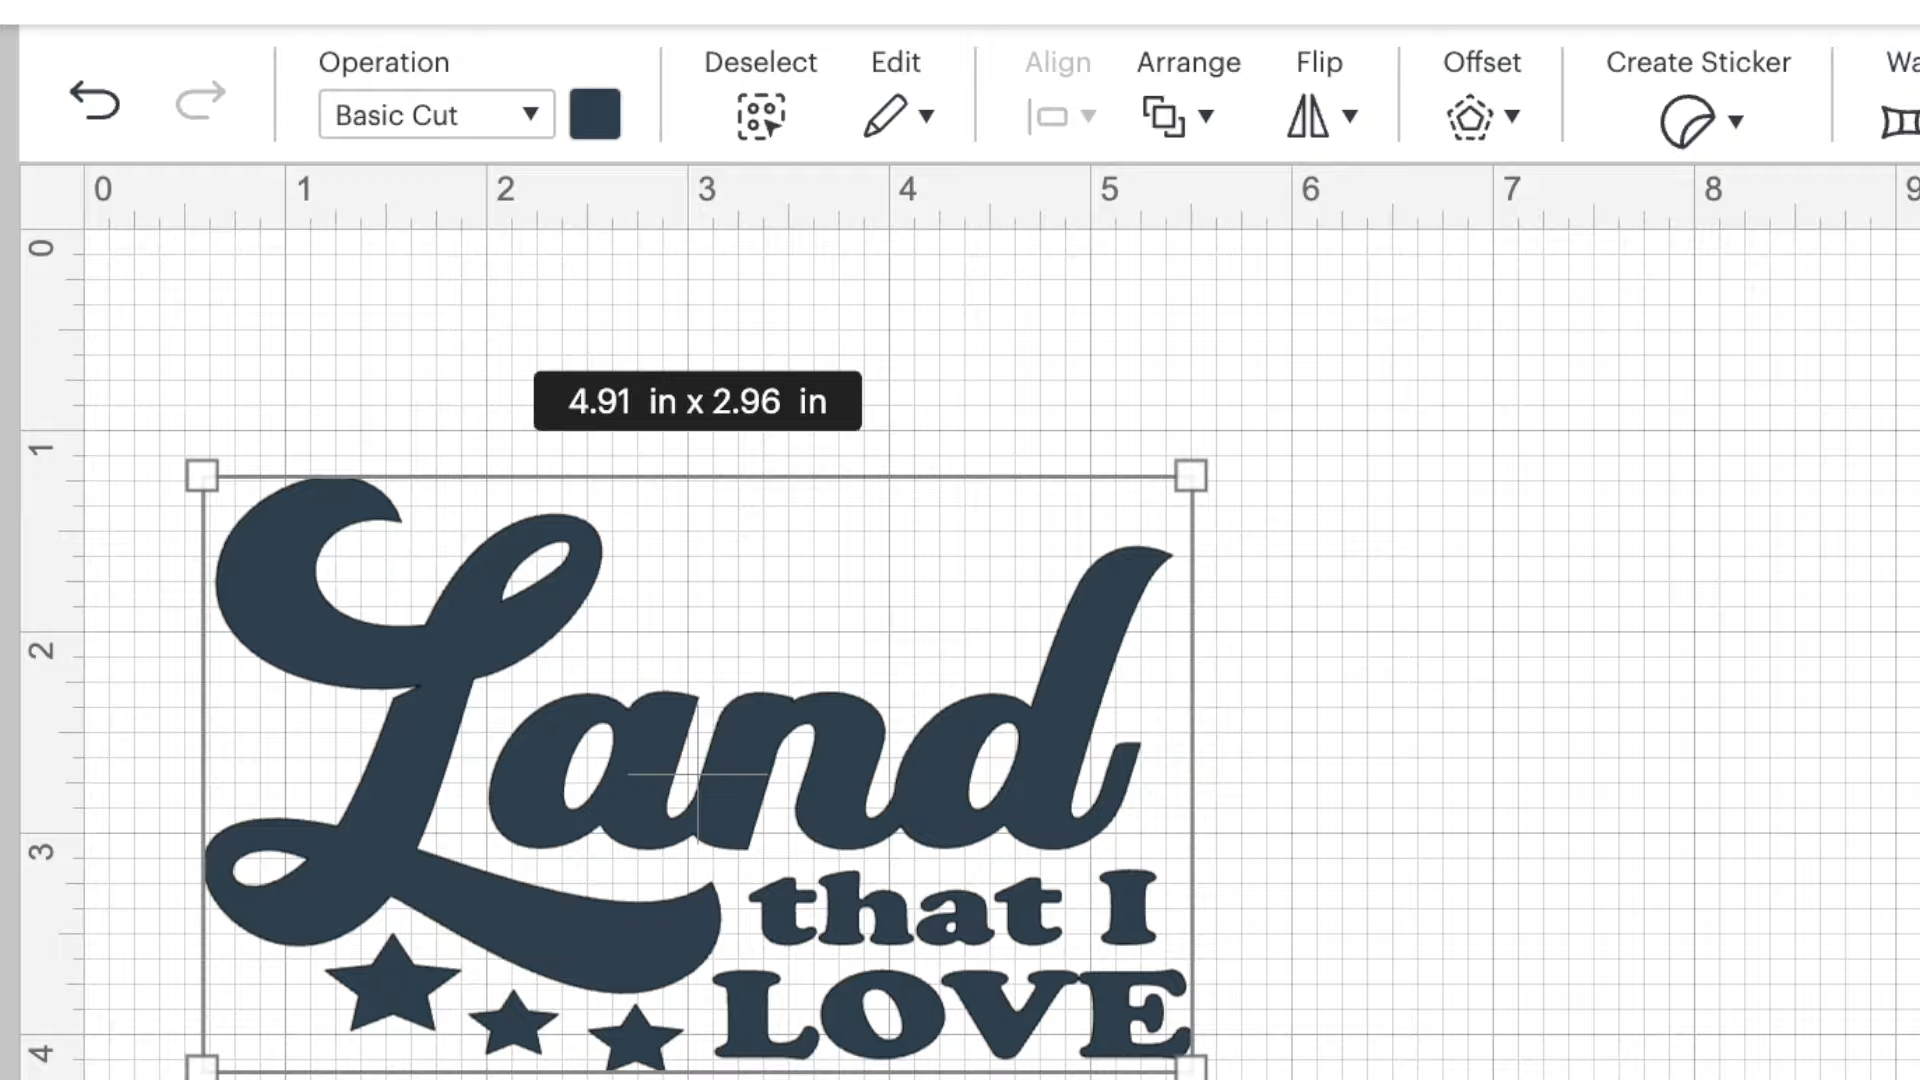 Operation Deselect Edit Align Arrange Flip Offset Create Sticker
Basic Cut
0 1 2 3 4 5 6 7 8 9
0
4.91 in x 2.96 in
1
2
Land
3
that I
LOVE
4